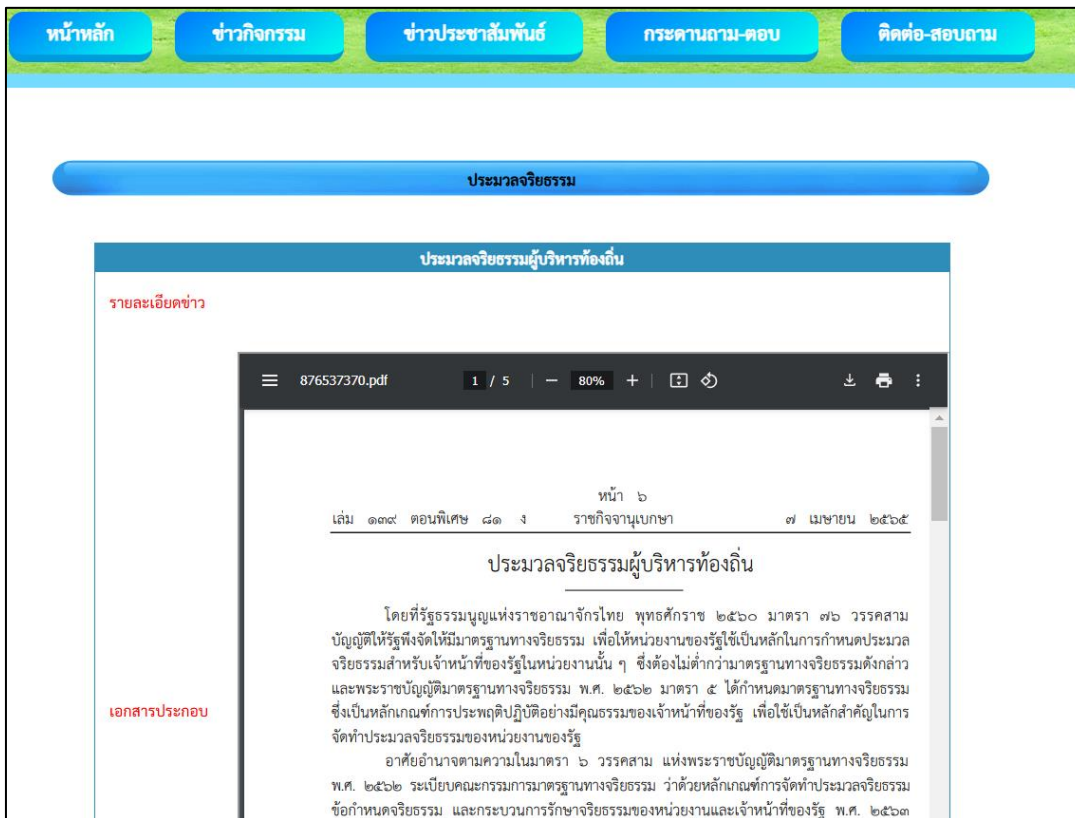 หน้าหลัก ข่าวกิจกรรม ข่าวประชาสัมพันธ์ กระดานถาม-ตอบ ติดต่อ-สอบถาม
ประมวลจริยธรรม
ประมวลจริยธรรมผู้บริหารท้องถิ่น
รายละเอียดข่าว
876537370.pdf 1 / 5 80%
หน้า ๖
เล่ม ๑๓๙ ตอนพิเศษ ๘๑ ง ราชกิจจานุเบกษา ๗ เมษายน ๒๕๖๕
ประมวลจริยธรรมผู้บริหารท้องถิ่น
โดยที่รัฐธรรมนูญแห่งราชอาณาจักรไทย พุทธศักราช ๒๕๖๐ มาตรา ๗๖ วรรคสาม
บัญญัติให้รัฐพึงจัดให้มีมาตรฐานทางจริยธรรม เพื่อให้หน่วยงานของรัฐใช้เป็นหลักในการกำหนดประมวล
จริยธรรมสำหรับเจ้าหน้าที่ของรัฐในหน่วยงานนั้น ๆ ซึ่งต้องไม่ต่ำกว่ามาตรฐานทางจริยธรรมดังกล่าว
และพระราชบัญญัติมาตรฐานทางจริยธรรม พ.ศ. ๒๕๖๒ มาตรา ๕ ได้กำหนดมาตรฐานทางจริยธรรม
ซึ่งเป็นหลักเกณฑ์การประพฤติปฏิบัติอย่างมีคุณธรรมของเจ้าหน้าที่ของรัฐ เพื่อใช้เป็นหลักสำคัญในการ
จัดทำประมวลจริยธรรมของหน่วยงานของรัฐ
เอกสารประกอบ
อาศัยอำนาจตามความในมาตรา ๖ วรรคสาม แห่งพระราชบัญญัติมาตรฐานทางจริยธรรม
พ.ศ. ๒๕๖๒ ระเบียบคณะกรรมการมาตรฐานทางจริยธรรม ว่าด้วยหลักเกณฑ์การจัดทำประมวลจริยธรรม
ข้อกำหนดจริยธรรม และกระบวนการรักษาจริยธรรมของหน่วยงานและเจ้าหน้าที่ของรัฐ พ.ศ. ๒๕๖๓